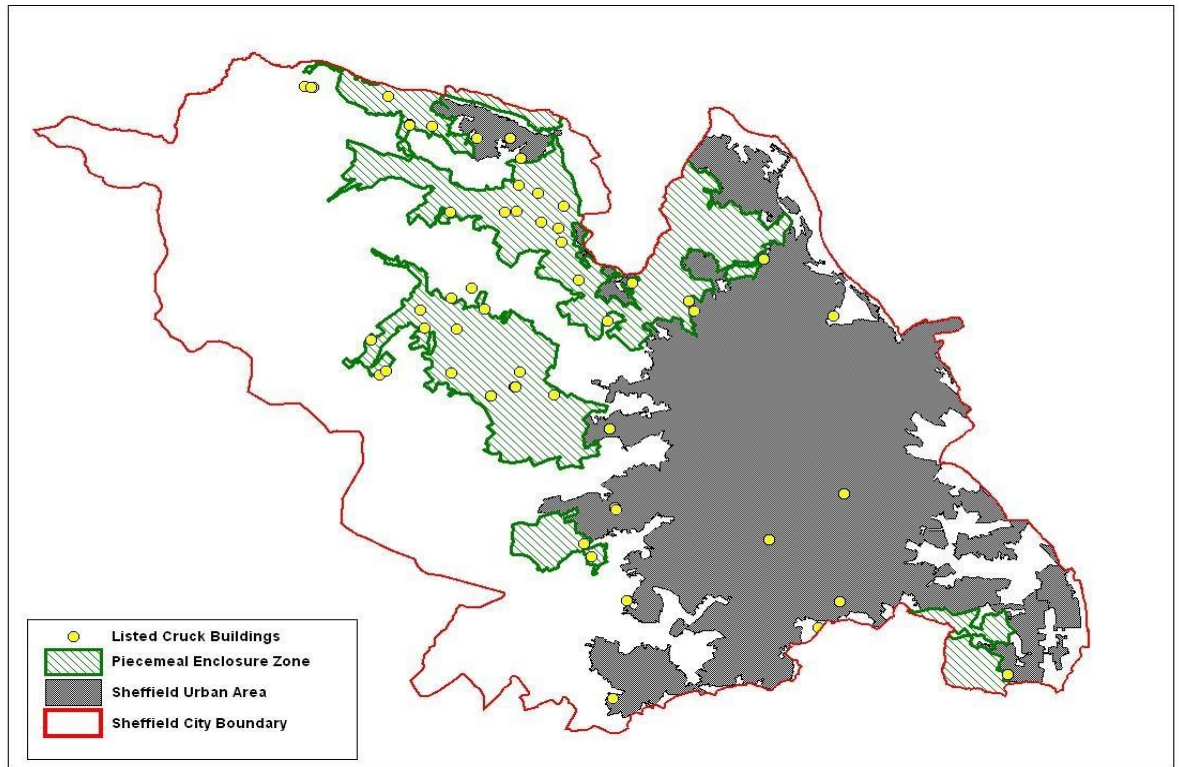 Listed Cruck Buildings
Piecemeal Enclosure Zone
Sheffield Urban Area
Sheffield City Boundary